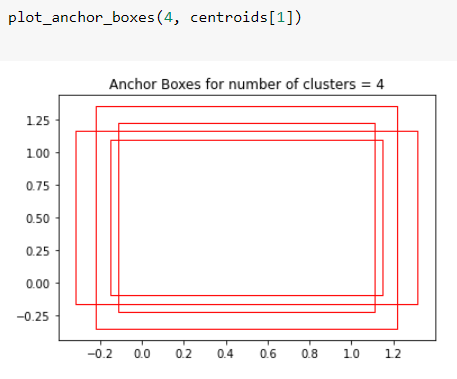 plot_anchor_boxes(4, centroids[1])
Anchor Boxes for number of clusters = 4
1.25
1.00
0.75
0.50
0.25
0.00
−0.25
−0.2 0.0 0.2 0.4 0.6 0.8 1.0 1.2